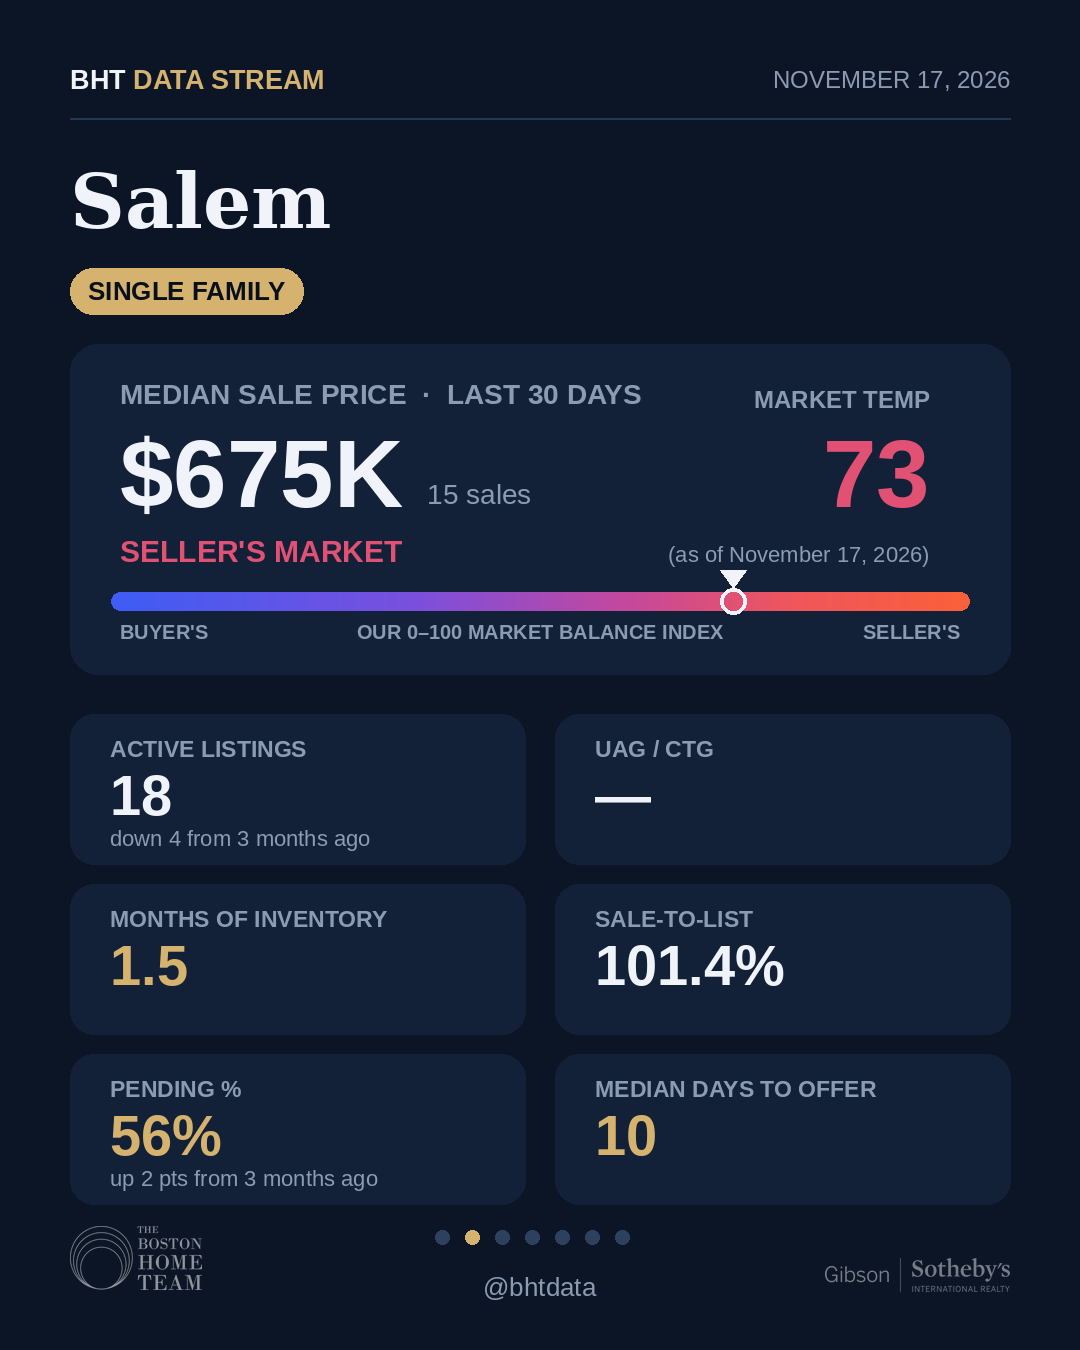 BHT DATA STREAM
NOVEMBER 17, 2026
Salem
SINGLE FAMILY
MEDIAN SALE PRICE · LAST 30 DAYS
MARKET TEMP
$675K 15 sales
73
SELLER'S MARKET
(as of November 17, 2026)
BUYER'S
OUR 0–100 MARKET BALANCE INDEX
SELLER'S
ACTIVE LISTINGS
18
down 4 from 3 months ago
UAG / CTG
—
MONTHS OF INVENTORY
1.5
SALE-TO-LIST
101.4%
PENDING %
56%
up 2 pts from 3 months ago
MEDIAN DAYS TO OFFER
10
THE
BOSTON
HOME
TEAM
@bhtdata
Gibson
Sotheby's
INTERNATIONAL REALTY